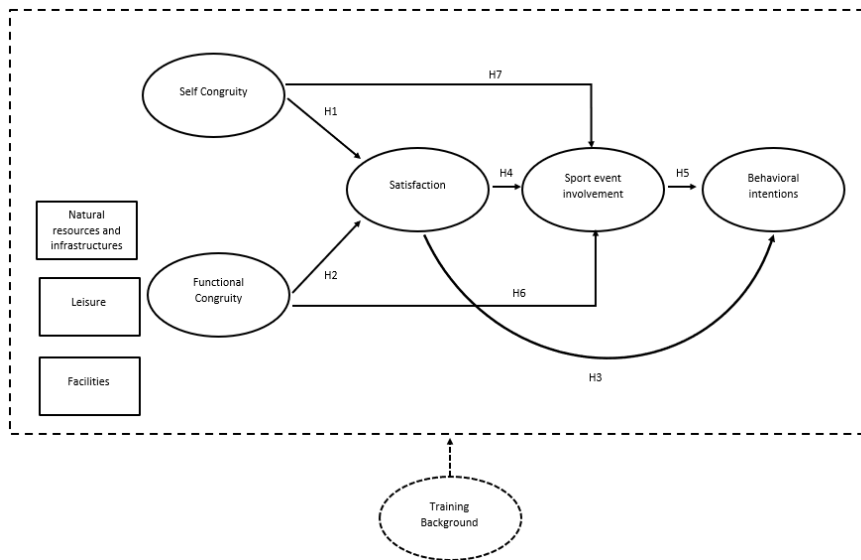 H7
Self Congruity
H1
Satisfaction
H4
Sport event
involvement
H5
Behavioral
intentions
Natural
resources and
infrastructures
Functional
Congruity
H2
H6
Leisure
H3
Facilities
Training
Background